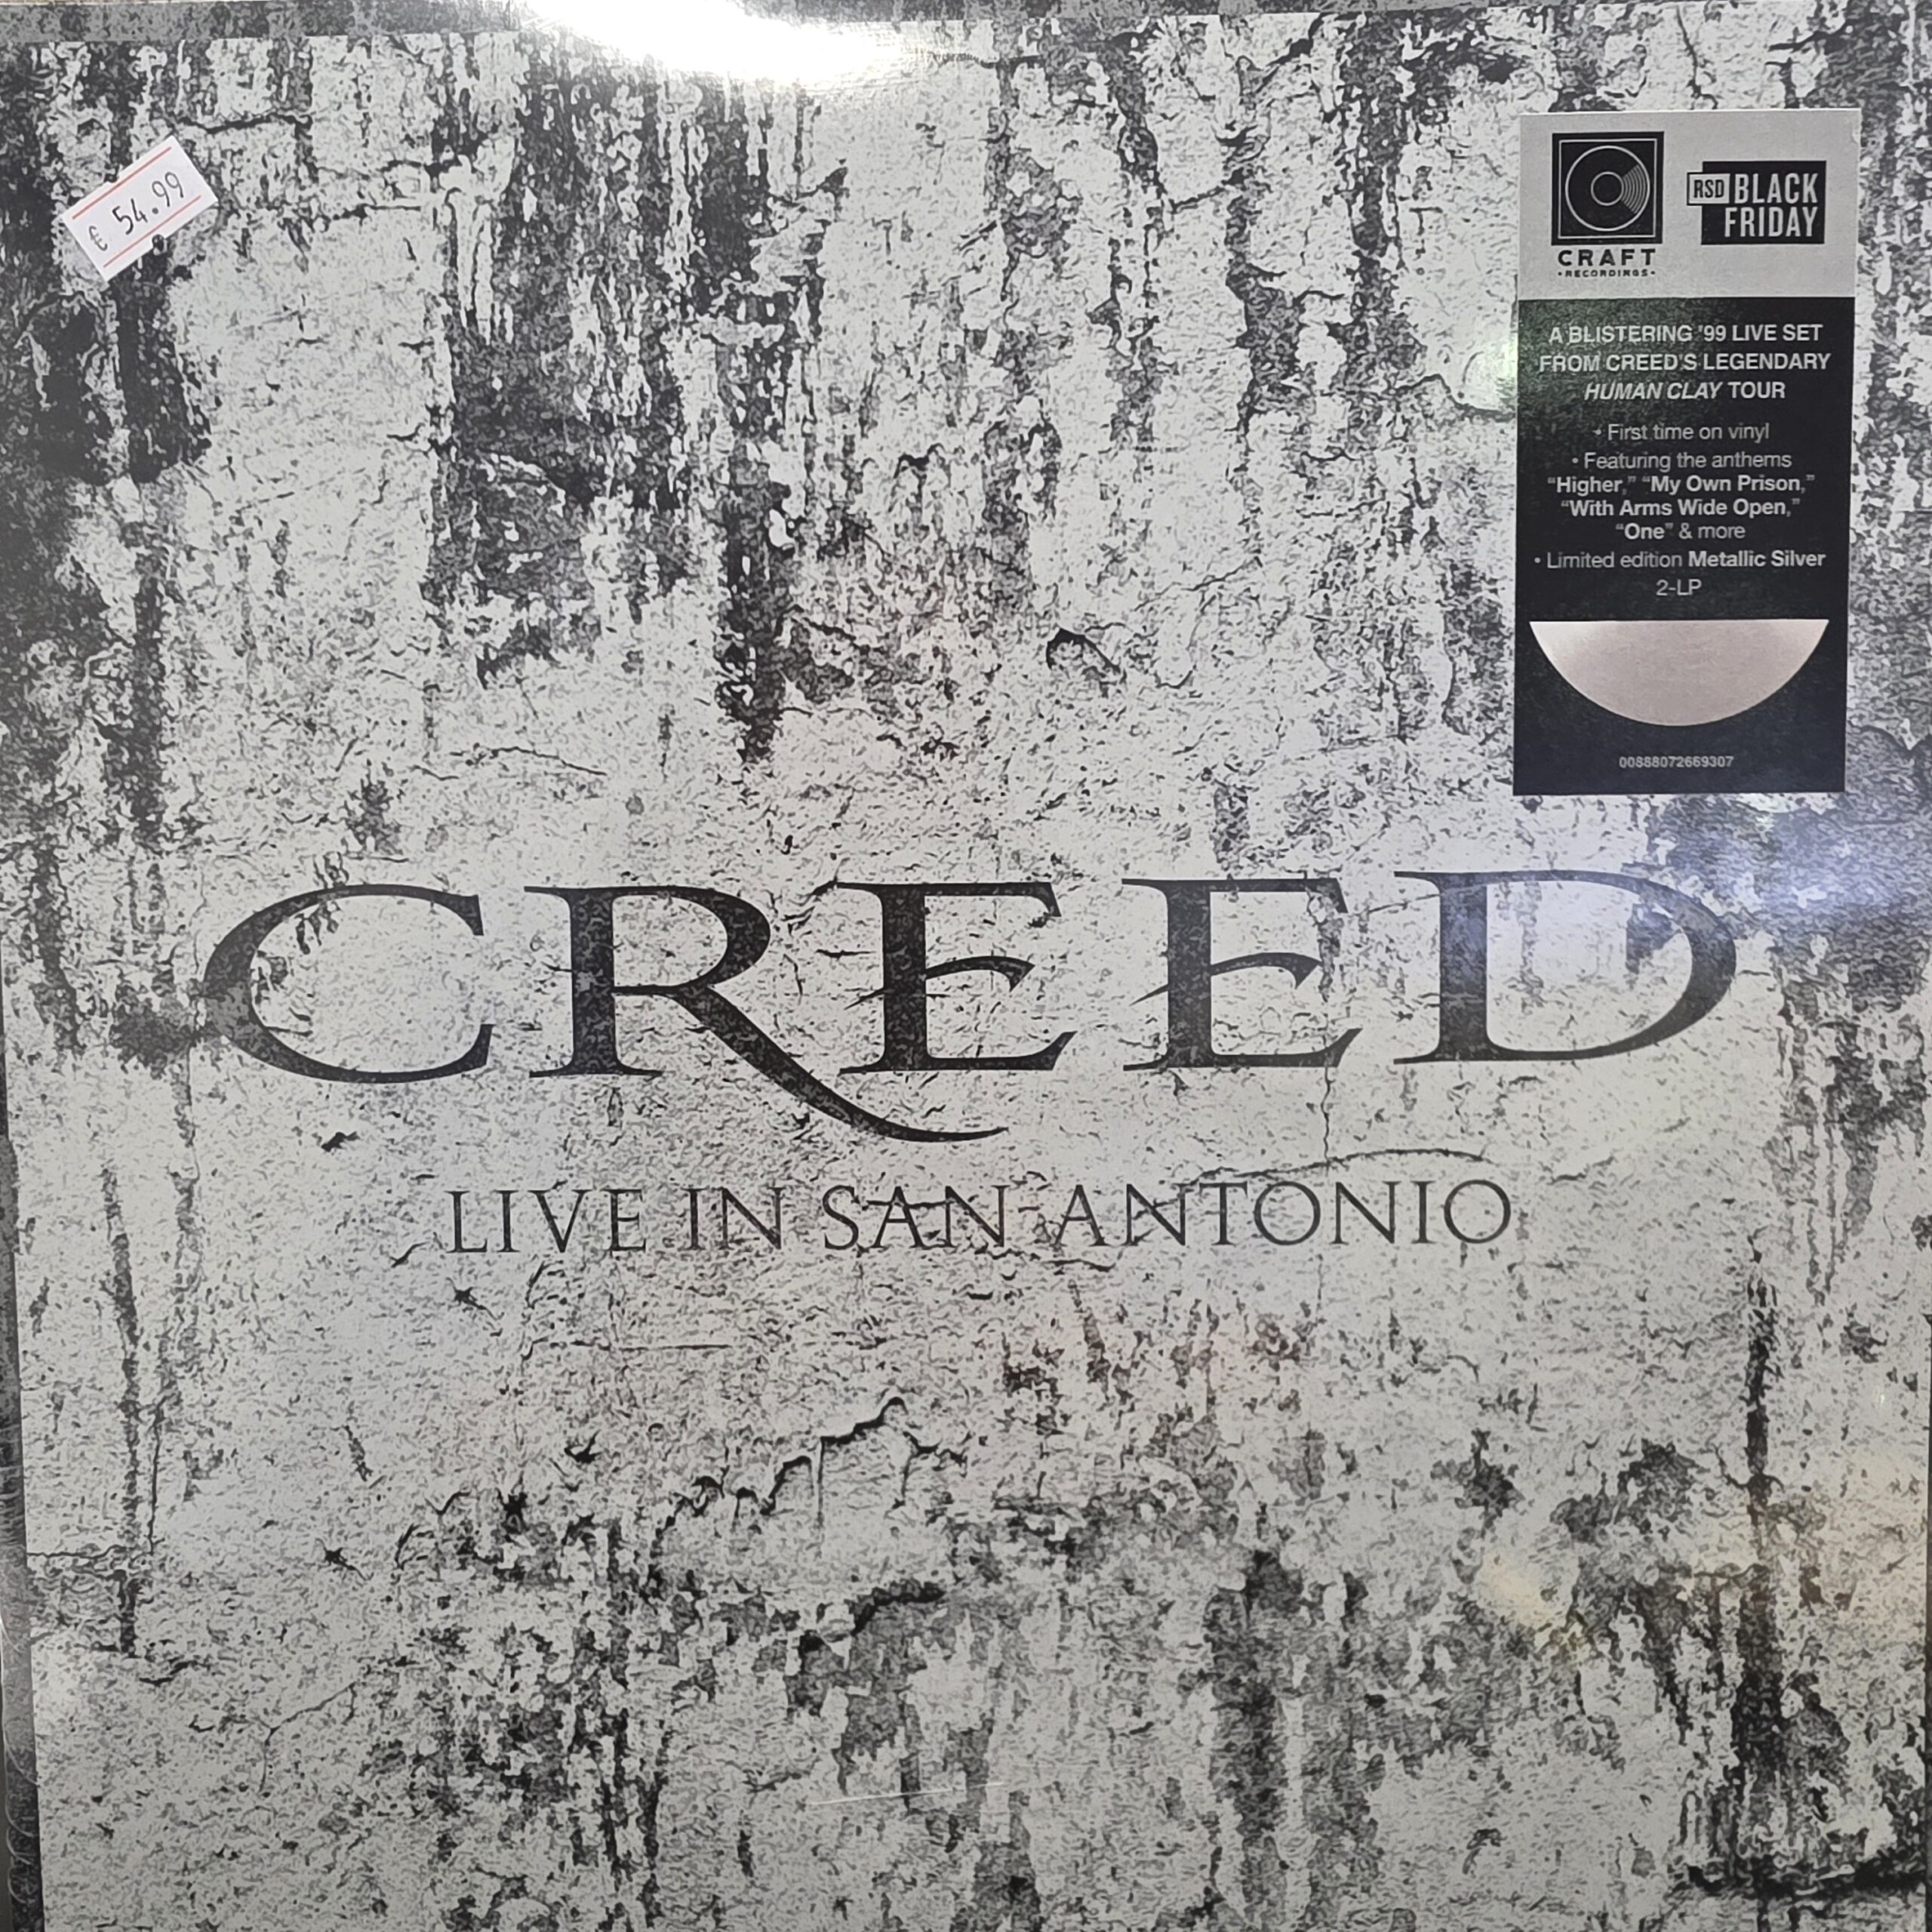 € 54.99
CRAFT
•RECORDINGS•
RSD BLACK
FRIDAY
A BLISTERING '99 LIVE SET
FROM CREED'S LEGENDARY
HUMAN CLAY TOUR
• First time on vinyl
• Featuring the anthems
“Higher,” “My Own Prison,”
“With Arms Wide Open,”
“One” & more
• Limited edition Metallic Silver
2-LP
00888072669307
CREED
LIVE IN SAN ANTONIO